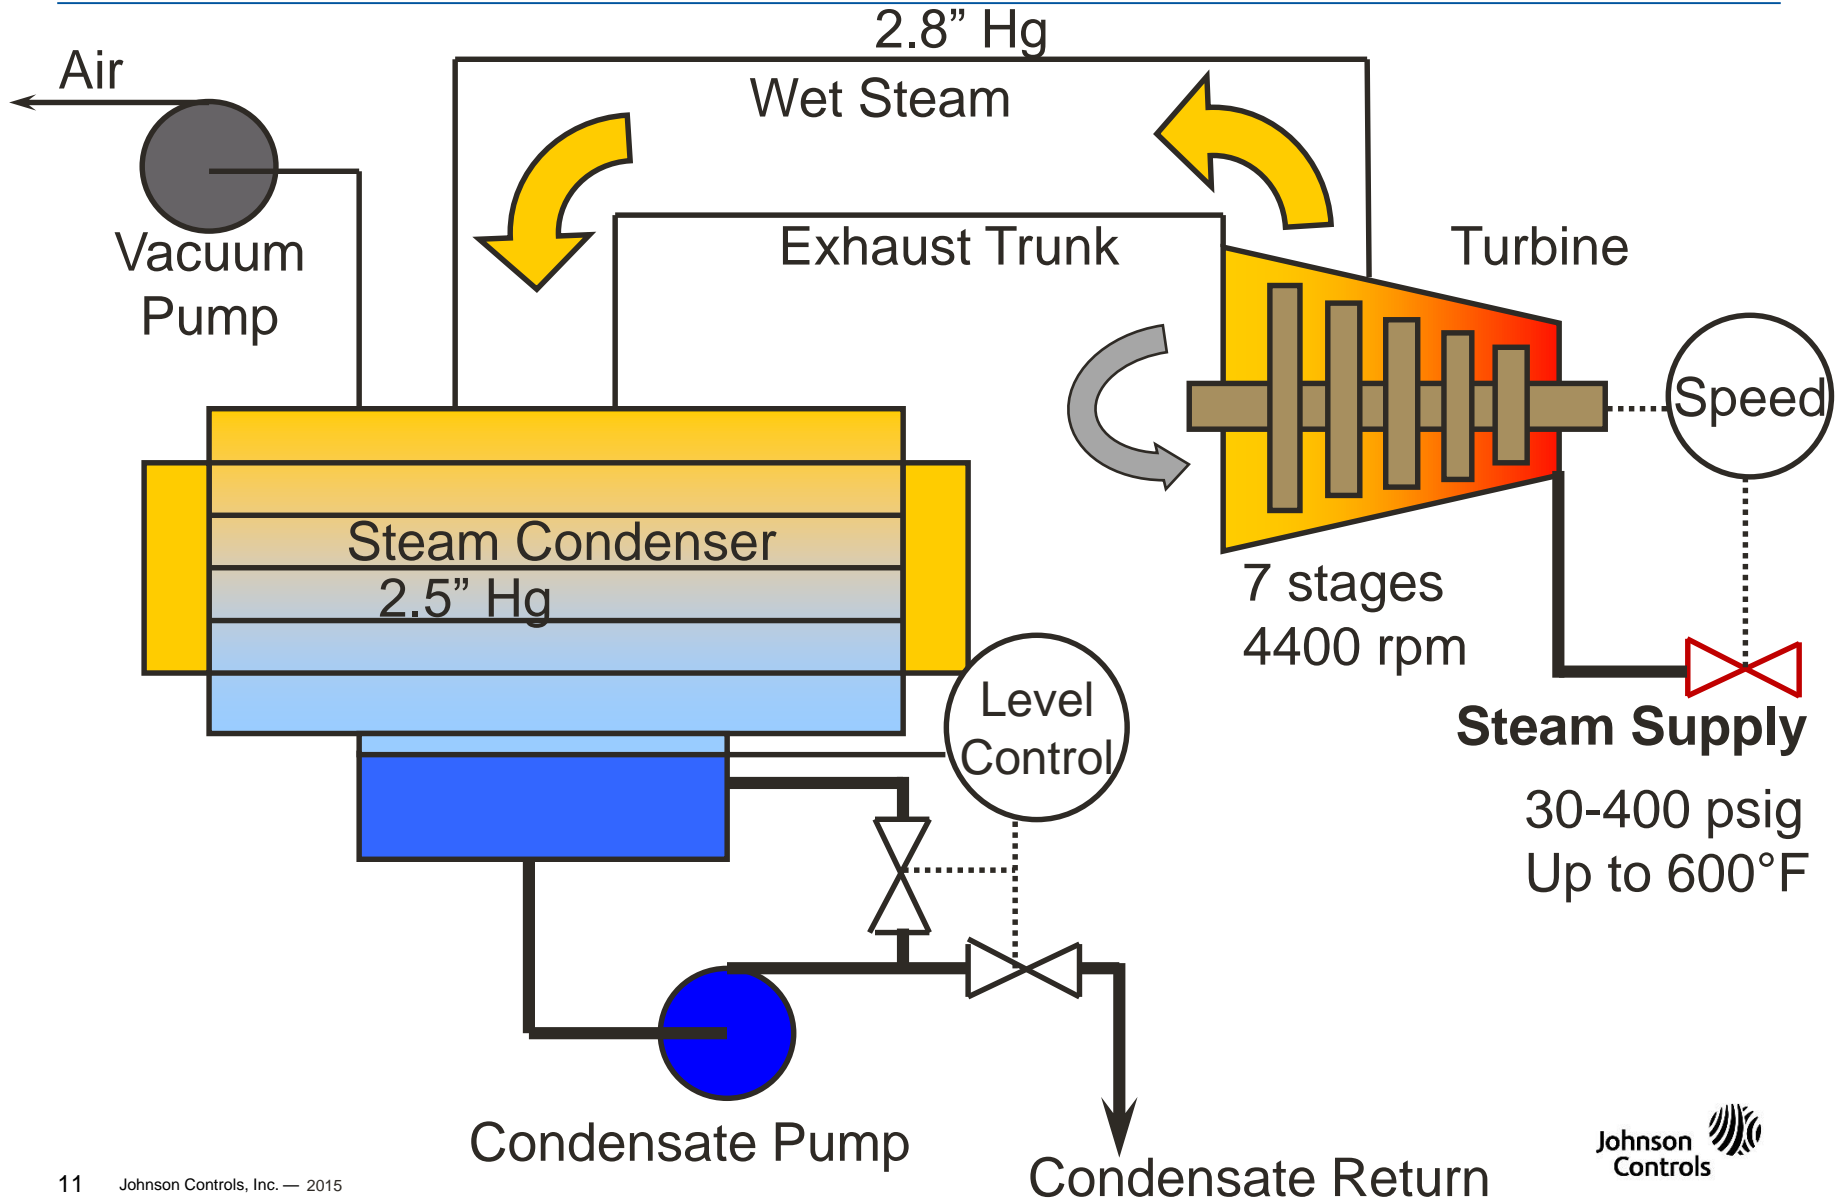 2.8” Hg
Air
Wet Steam
Exhaust Trunk
Turbine
Vacuum
Pump
Speed
Steam Condenser
2.5” Hg
7 stages
4400 rpm
Level
Control
Steam Supply
30-400 psig
Up to 600°F
Condensate Pump
Condensate Return
Johnson
Controls
11 Johnson Controls, Inc. — 2015